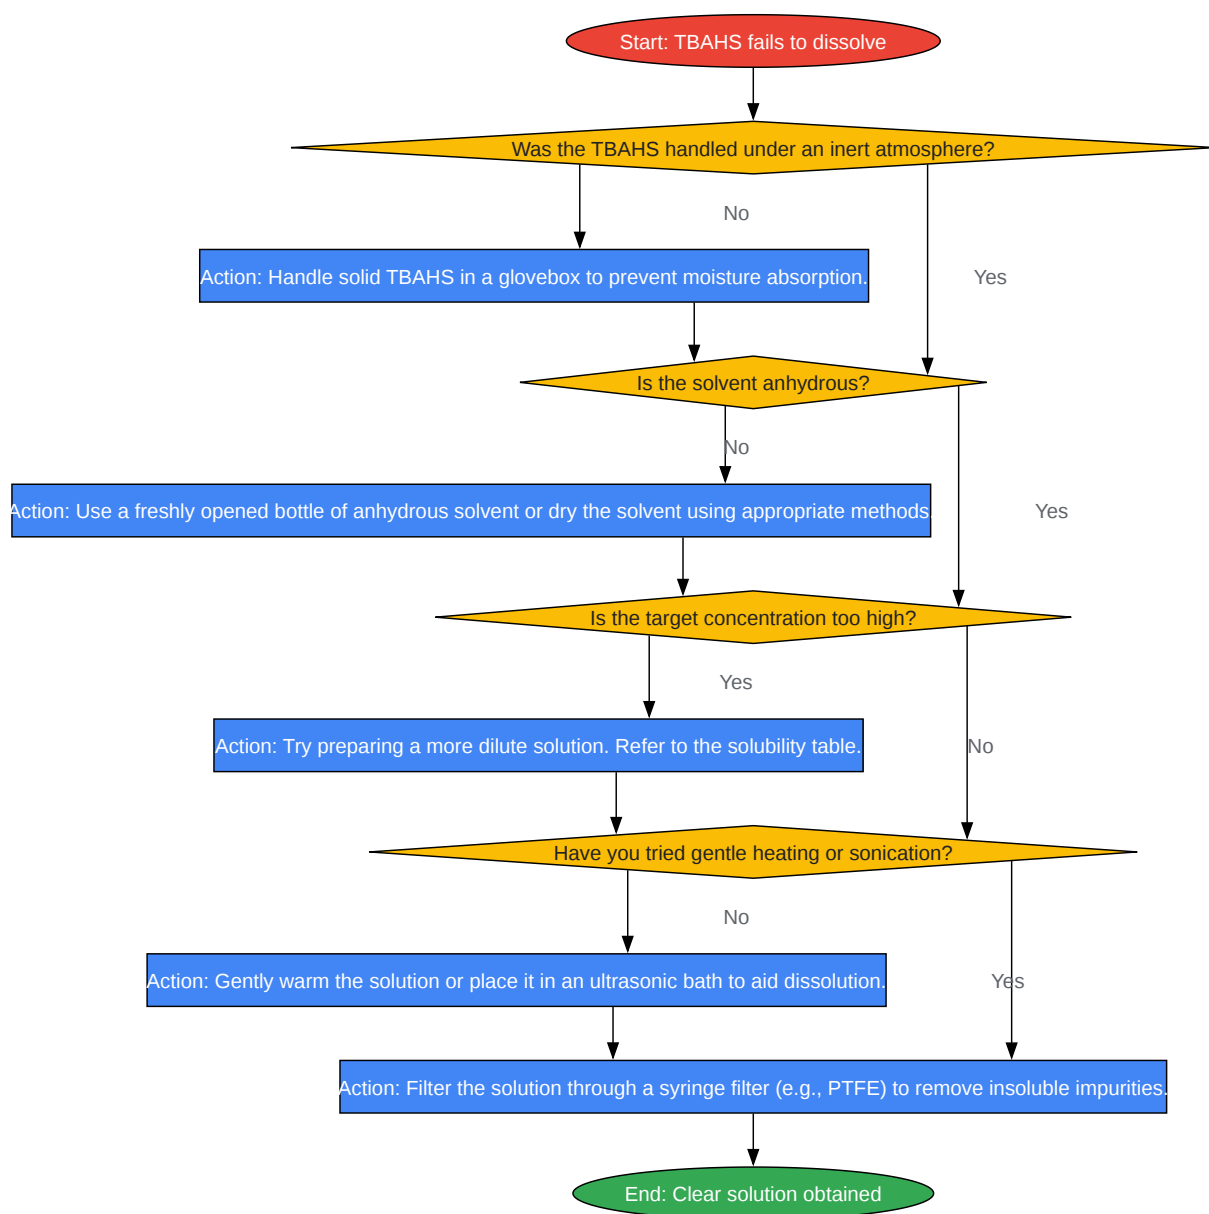 Start: TBAHS fails to dissolve
Was the TBAHS handled under an inert atmosphere?
No
Action: Handle solid TBAHS in a glovebox to prevent moisture absorption.
Yes
Is the solvent anhydrous?
No
Action: Use a freshly opened bottle of anhydrous solvent or dry the solvent using appropriate methods.
Yes
Is the target concentration too high?
Yes
Action: Try preparing a more dilute solution. Refer to the solubility table.
No
Have you tried gentle heating or sonication?
No
Action: Gently warm the solution or place it in an ultrasonic bath to aid dissolution.
Yes
Action: Filter the solution through a syringe filter (e.g., PTFE) to remove insoluble impurities.
End: Clear solution obtained